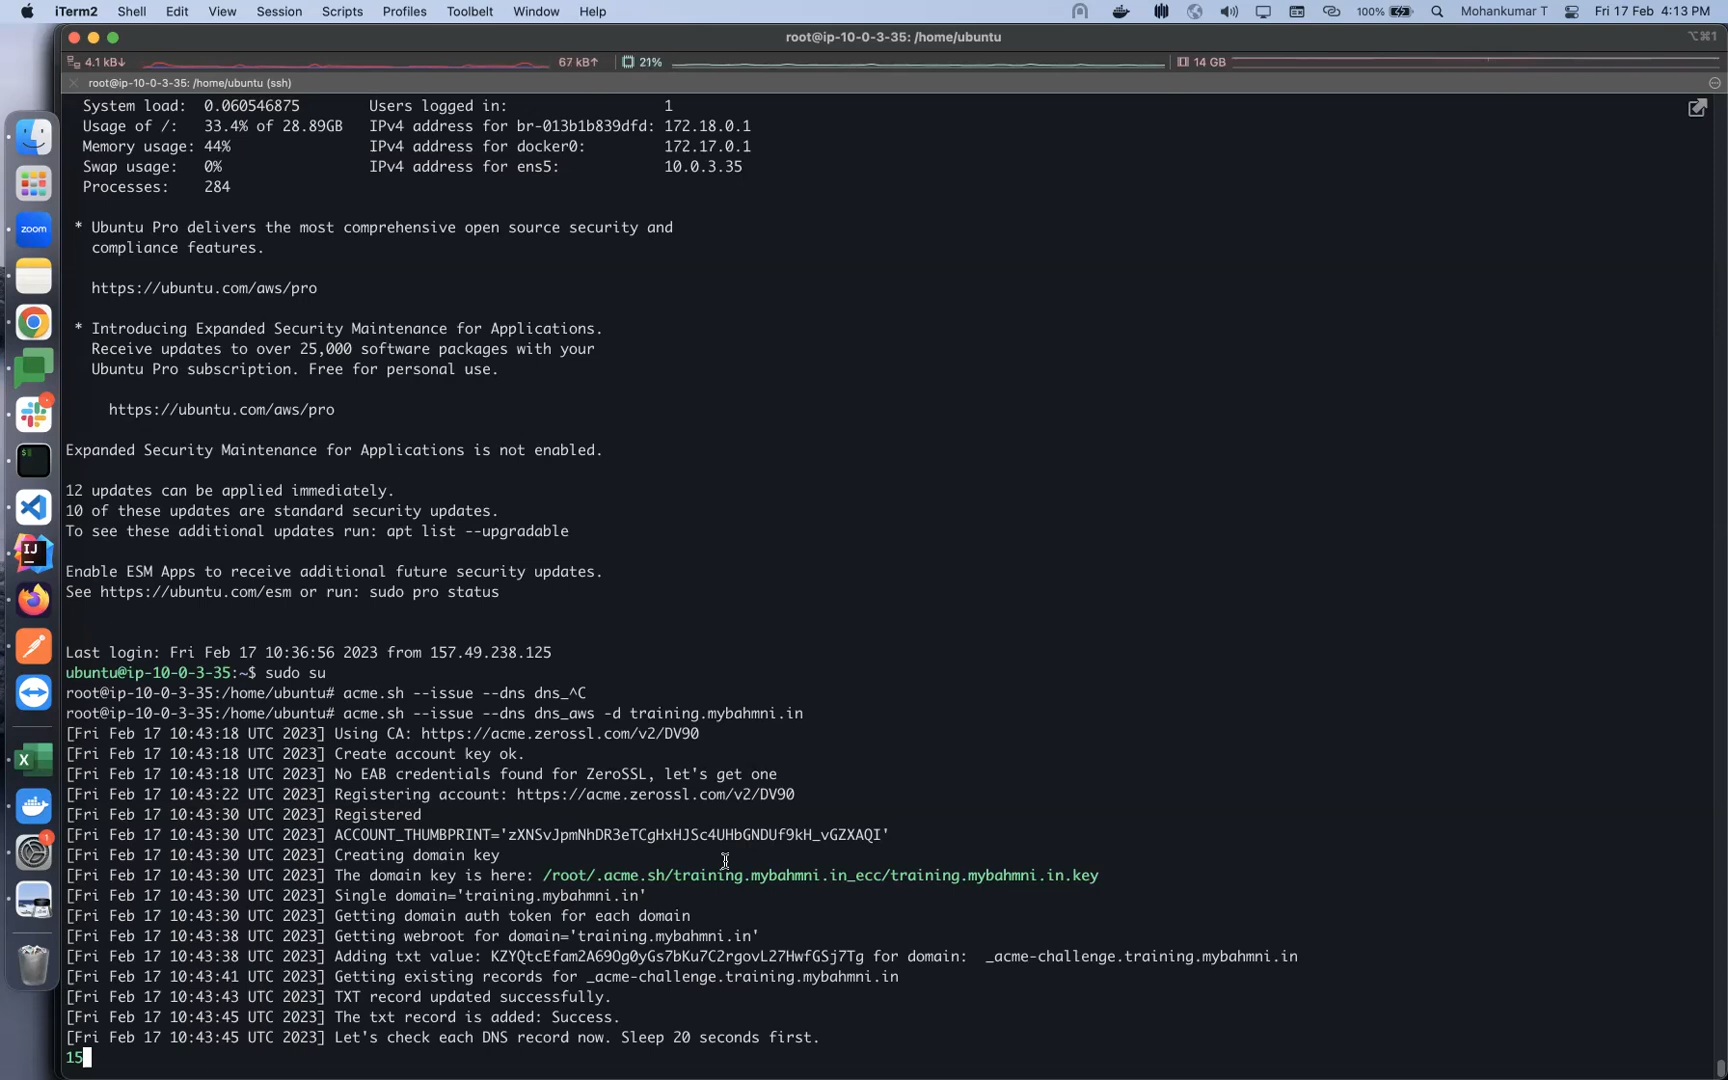 iTerm2 Shell Edit View Session Scripts Profiles Toolbelt Window Help 100% Mohankumar T Fri 17 Feb 4:13 PM
root@ip-10-0-3-35: /home/ubuntu ⌥⌘1
4.1 kB↓ 67 kB↑ 21% 14 GB
root@ip-10-0-3-35: /home/ubuntu (ssh)
System load: 0.060546875 Users logged in: 1
Usage of /: 33.4% of 28.89GB IPv4 address for br-013b1b839dfd: 172.18.0.1
Memory usage: 44% IPv4 address for docker0: 172.17.0.1
Swap usage: 0% IPv4 address for ens5: 10.0.3.35
Processes: 284
* Ubuntu Pro delivers the most comprehensive open source security and
compliance features.
https://ubuntu.com/aws/pro
* Introducing Expanded Security Maintenance for Applications.
Receive updates to over 25,000 software packages with your
Ubuntu Pro subscription. Free for personal use.
https://ubuntu.com/aws/pro
Expanded Security Maintenance for Applications is not enabled.
12 updates can be applied immediately.
10 of these updates are standard security updates.
To see these additional updates run: apt list --upgradable
Enable ESM Apps to receive additional future security updates.
See https://ubuntu.com/esm or run: sudo pro status
Last login: Fri Feb 17 10:36:56 2023 from 157.49.238.125
ubuntu@ip-10-0-3-35:~$ sudo su
root@ip-10-0-3-35:/home/ubuntu# acme.sh --issue --dns dns_^C
root@ip-10-0-3-35:/home/ubuntu# acme.sh --issue --dns dns_aws -d training.mybahmni.in
[Fri Feb 17 10:43:18 UTC 2023] Using CA: https://acme.zerossl.com/v2/DV90
[Fri Feb 17 10:43:18 UTC 2023] Create account key ok.
[Fri Feb 17 10:43:18 UTC 2023] No EAB credentials found for ZeroSSL, let's get one
[Fri Feb 17 10:43:22 UTC 2023] Registering account: https://acme.zerossl.com/v2/DV90
[Fri Feb 17 10:43:30 UTC 2023] Registered
[Fri Feb 17 10:43:30 UTC 2023] ACCOUNT_THUMBPRINT='zXNSvJpmNhDR3eTCgHxHJSc4UHbGNDUf9kH_vGZXAQI'
[Fri Feb 17 10:43:30 UTC 2023] Creating domain key
[Fri Feb 17 10:43:30 UTC 2023] The domain key is here: /root/.acme.sh/training.mybahmni.in_ecc/training.mybahmni.in.key
[Fri Feb 17 10:43:30 UTC 2023] Single domain='training.mybahmni.in'
[Fri Feb 17 10:43:30 UTC 2023] Getting domain auth token for each domain
[Fri Feb 17 10:43:38 UTC 2023] Getting webroot for domain='training.mybahmni.in'
[Fri Feb 17 10:43:38 UTC 2023] Adding txt value: KZYQtcEfam2A69Og0yGs7bKu7C2rgovL27HwfGSj7Tg for domain: _acme-challenge.training.mybahmni.in
[Fri Feb 17 10:43:41 UTC 2023] Getting existing records for _acme-challenge.training.mybahmni.in
[Fri Feb 17 10:43:43 UTC 2023] TXT record updated successfully.
[Fri Feb 17 10:43:45 UTC 2023] The txt record is added: Success.
[Fri Feb 17 10:43:45 UTC 2023] Let's check each DNS record now. Sleep 20 seconds first.
15
zoom
IJ
X
1